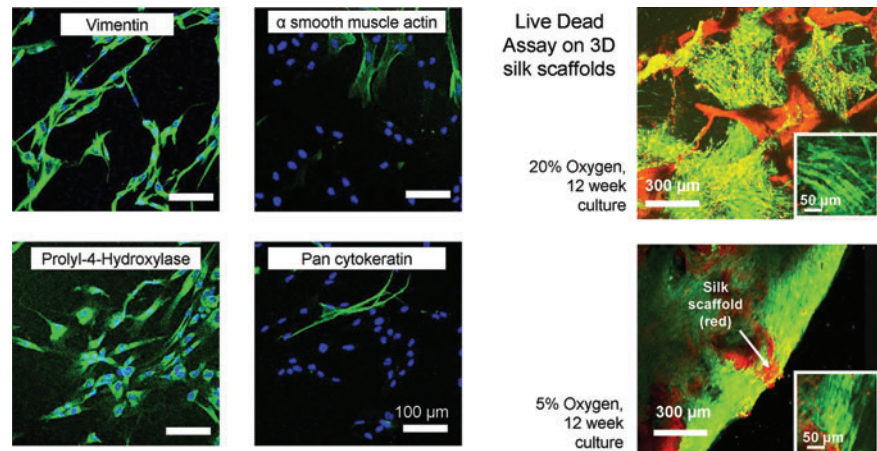 Vimentin
α smooth muscle actin
Prolyl-4-Hydroxylase
Pan cytokeratin
100 µm
Live Dead
Assay on 3D
silk scaffolds
20% Oxygen,
12 week
culture
300 µm
50 µm
5% Oxygen,
12 week
culture
Silk
scaffold
(red)
300 µm
50 µm